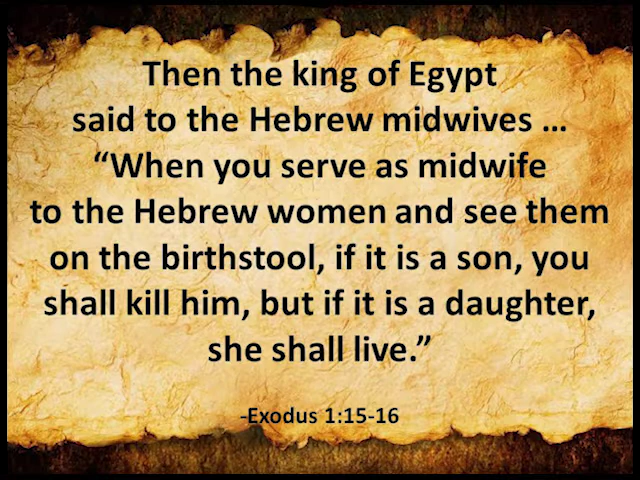 Then the king of Egypt
said to the Hebrew midwives ...
“When you serve as midwife
to the Hebrew women and see them
on the birthstool, if it is a son, you
shall kill him, but if it is a daughter,
she shall live.”
-Exodus 1:15-16